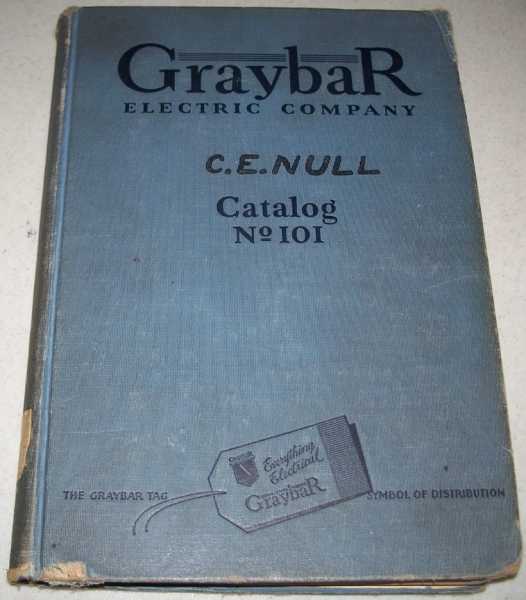 GraybaR
ELECTRIC COMPANY
C.E.NULL
Catalog
Nº 101
Everything
Electrical
GraybaR
THE GRAYBAR TAG
SYMBOL OF DISTRIBUTION